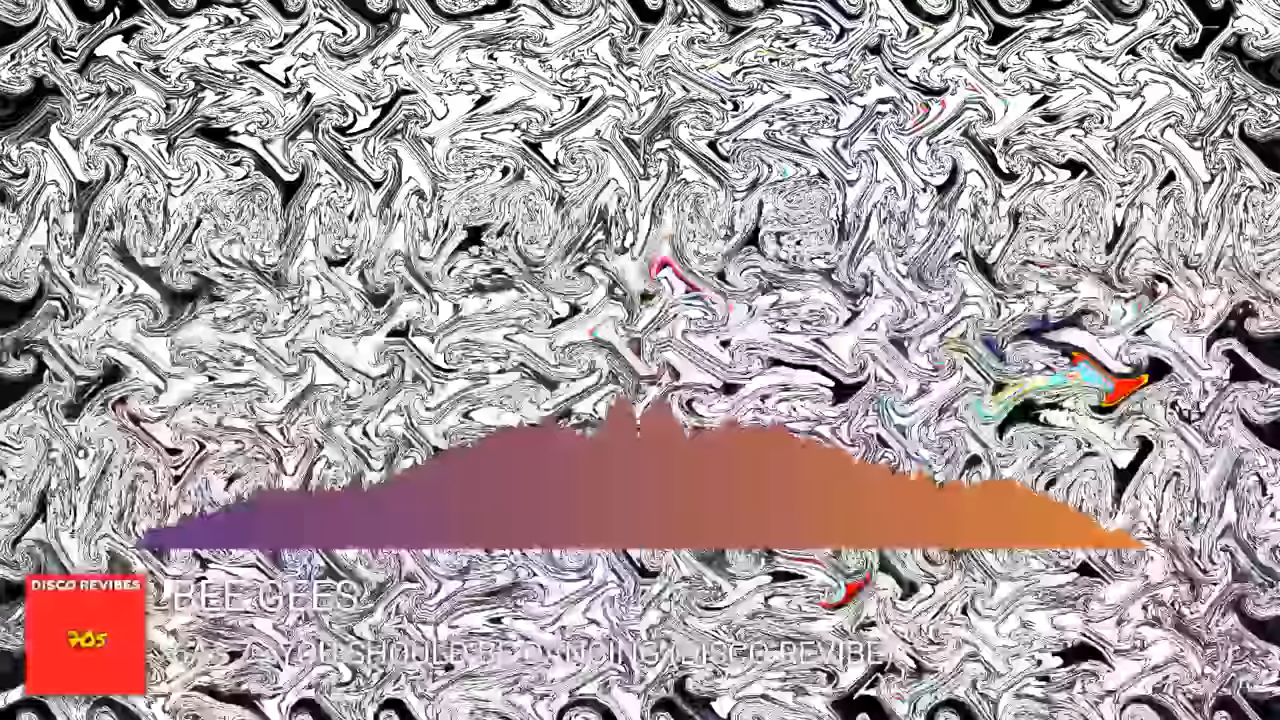 DISCO REVIBES
70s
BEE GEES
YOU SHOULD BE DANCING (DISCO REVIBE)